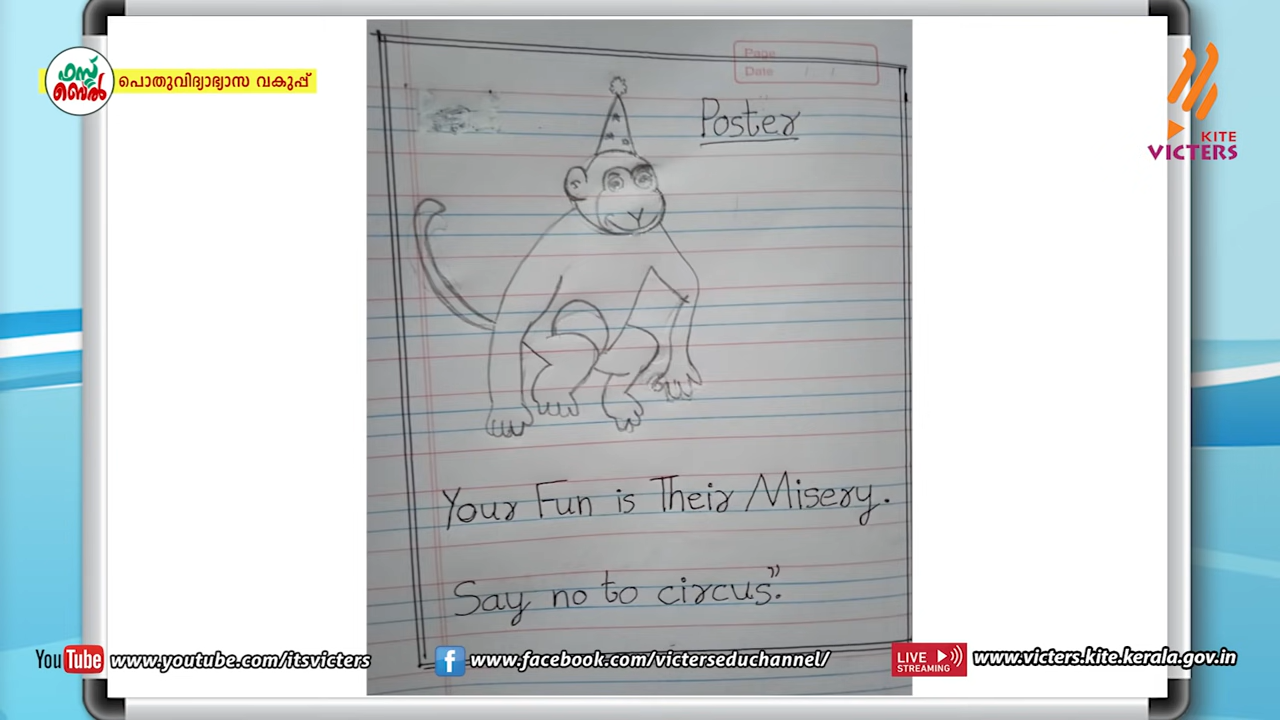 ഫസ്റ്റ്
ബെൽ
പൊതുവിദ്യാഭ്യാസ വകുപ്പ്
KITE
VICTERS
Page
Date / /
Poster
Your Fun is Their Misery.
Say no to circus".
YouTube www.youtube.com/itsvicters
f www.facebook.com/victerseduchannel/
LIVE
STREAMING
www.victers.kite.kerala.gov.in